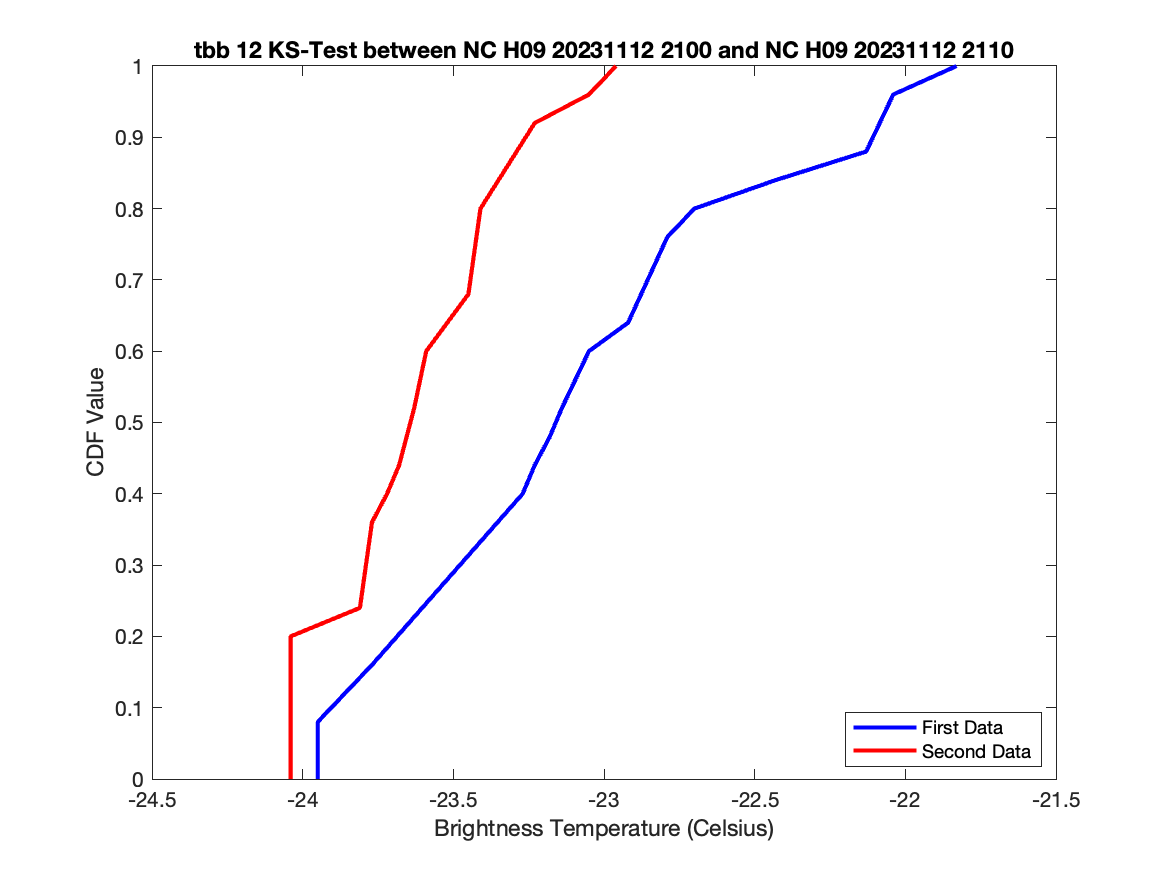 tbb 12 KS-Test between NC H09 20231112 2100 and NC H09 20231112 2110
1
0.9
0.8
0.7
0.6
0.5
0.4
0.3
0.2
0.1
0
CDF Value
First Data
Second Data
-24.5 -24 -23.5 -23 -22.5 -22 -21.5
Brightness Temperature (Celsius)